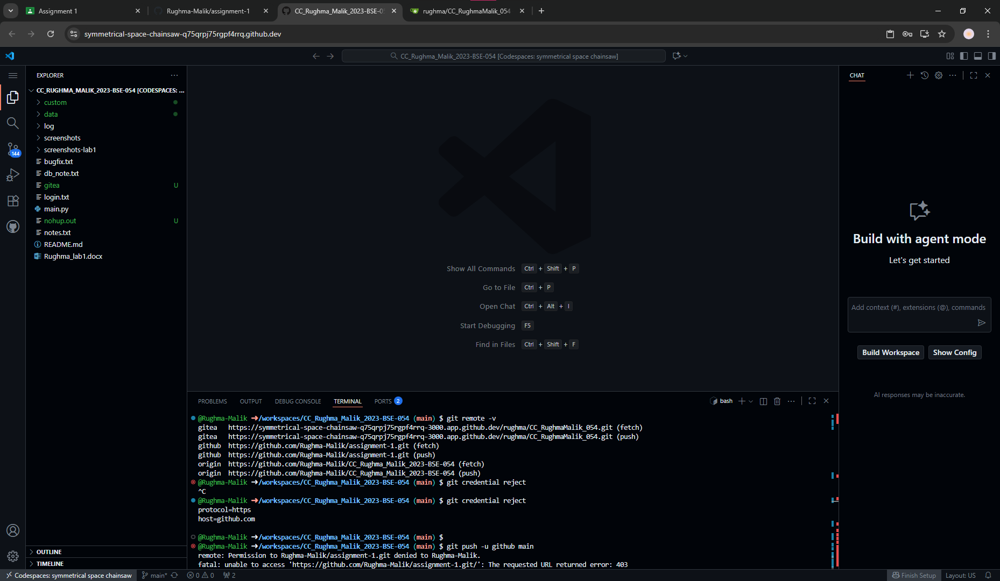 Assignment 1
Rughma-Malik/assignment-1
CC_Rughma_Malik_2023-BSE-05
rughma/CC_RughmaMalik_054
symmetrical-space-chainsaw-q75qrpj75rgpf4rrq.github.dev
CC_Rughma_Malik_2023-BSE-054 [Codespaces: symmetrical space chainsaw]
EXPLORER
CC_RUGHMA_MALIK_2023-BSE-054 [CODESPACES: ...
custom
data
log
screenshots
screenshots-lab1
bugfix.txt
db_note.txt
gitea U
login.txt
main.py
nohup.out U
notes.txt
README.md
Rughma_lab1.docx
144
OUTLINE
TIMELINE
Show All Commands Ctrl + Shift + P
Go to File Ctrl + P
Open Chat Ctrl + Alt + I
Start Debugging F5
Find in Files Ctrl + Shift + F
PROBLEMS OUTPUT DEBUG CONSOLE TERMINAL PORTS 2
bash
@Rughma-Malik ➜/workspaces/CC_Rughma_Malik_2023-BSE-054 (main) $ git remote -v
gitea https://symmetrical-space-chainsaw-q75qrpj75rgpf4rrq-3000.app.github.dev/rughma/CC_RughmaMalik_054.git (fetch)
gitea https://symmetrical-space-chainsaw-q75qrpj75rgpf4rrq-3000.app.github.dev/rughma/CC_RughmaMalik_054.git (push)
github https://github.com/Rughma-Malik/assignment-1.git (fetch)
github https://github.com/Rughma-Malik/assignment-1.git (push)
origin https://github.com/Rughma-Malik/CC_Rughma_Malik_2023-BSE-054 (fetch)
origin https://github.com/Rughma-Malik/CC_Rughma_Malik_2023-BSE-054 (push)
@Rughma-Malik ➜/workspaces/CC_Rughma_Malik_2023-BSE-054 (main) $ git credential reject
^C
@Rughma-Malik ➜/workspaces/CC_Rughma_Malik_2023-BSE-054 (main) $ git credential reject
protocol=https
host=github.com
@Rughma-Malik ➜/workspaces/CC_Rughma_Malik_2023-BSE-054 (main) $
@Rughma-Malik ➜/workspaces/CC_Rughma_Malik_2023-BSE-054 (main) $ git push -u github main
remote: Permission to Rughma-Malik/assignment-1.git denied to Rughma-Malik.
fatal: unable to access 'https://github.com/Rughma-Malik/assignment-1.git/': The requested URL returned error: 403
CHAT
Build with agent mode
Let's get started
Add context (#), extensions (@), commands
Build Workspace
Show Config
AI responses may be inaccurate.
Codespaces: symmetrical space chainsaw
main*
0 0
2
Finish Setup
Layout: US